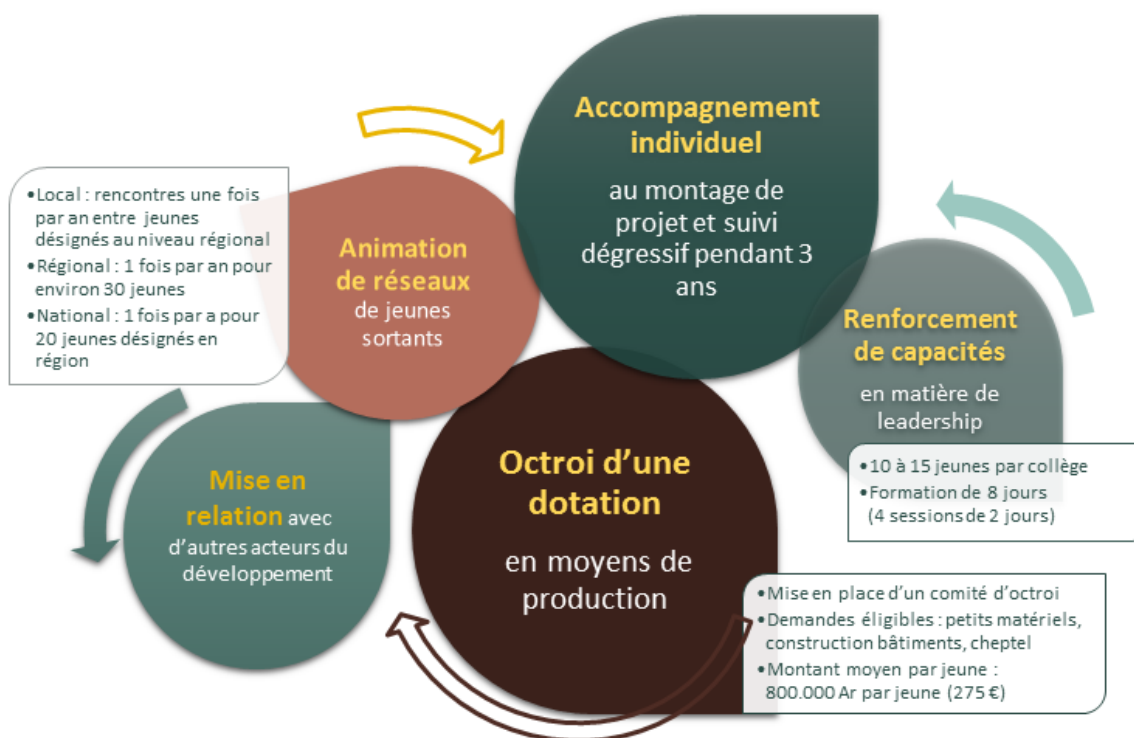 Accompagnement
individuel
au montage de
projet et suivi
dégressif pendant 3
ans
•Local : rencontres une fois
par an entre jeunes
désignés au niveau régional
•Régional : 1 fois par an pour
environ 30 jeunes
•National : 1 fois par a pour
20 jeunes désignés en
région
Animation
de réseaux
de jeunes
sortants
Renforcement
de capacités
en matière de
leadership
•10 à 15 jeunes par collège
•Formation de 8 jours
(4 sessions de 2 jours)
Mise en
relation avec
d'autres acteurs du
développement
Octroi d'une
dotation
en moyens de
production
•Mise en place d'un comité d'octroi
•Demandes éligibles : petits matériels,
construction bâtiments, cheptel
•Montant moyen par jeune :
800.000 Ar par jeune (275 €)